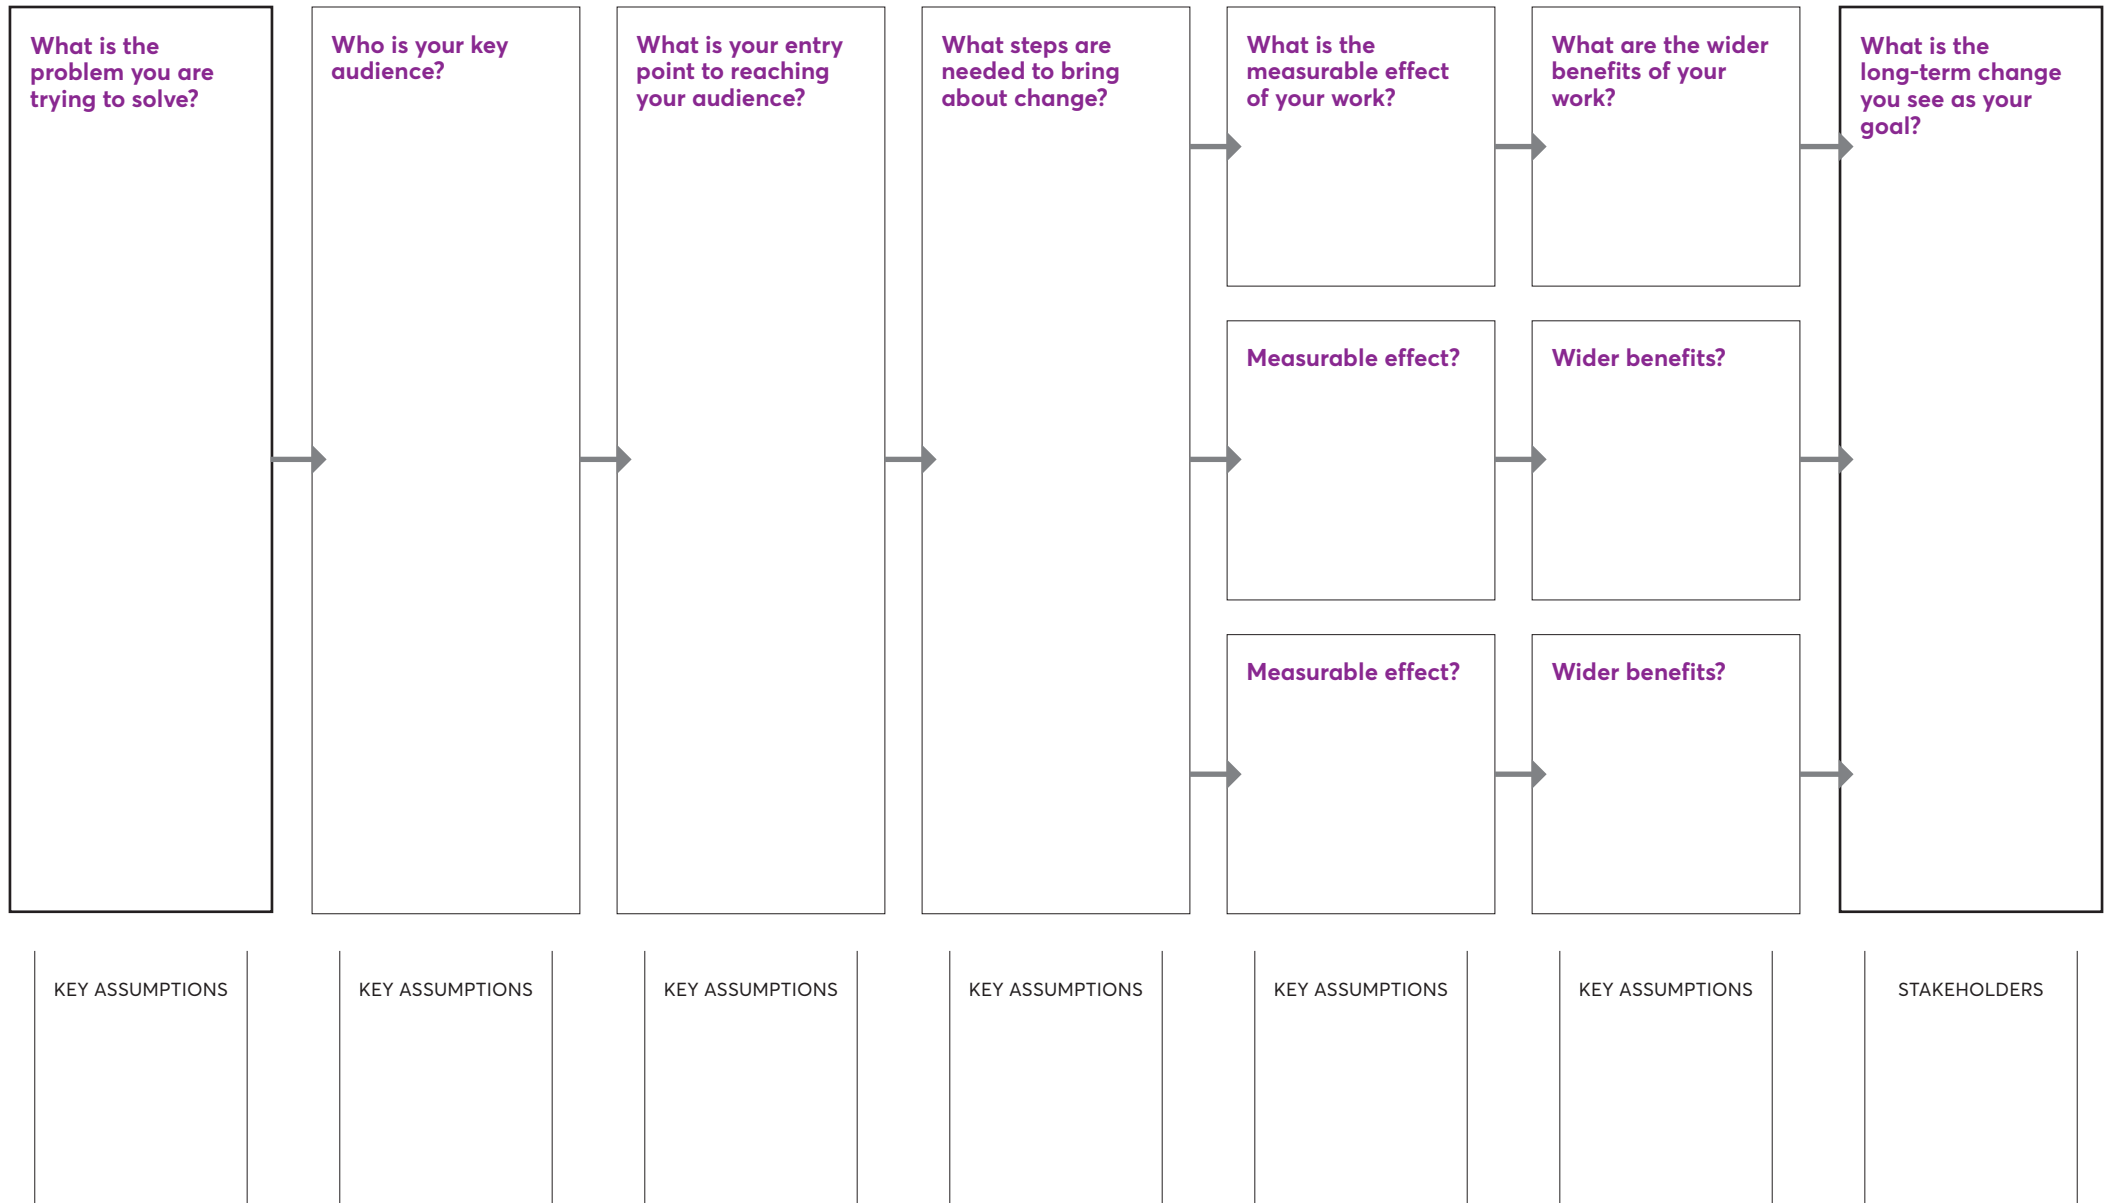 What is the
problem you are
trying to solve?
Who is your key
audience?
What is your entry
point to reaching
your audience?
What steps are
needed to bring
about change?
What is the
measurable effect
of your work?
What are the wider
benefits of your
work?
What is the
long-term change
you see as your
goal?
Measurable effect?
Wider benefits?
Measurable effect?
Wider benefits?
KEY ASSUMPTIONS
KEY ASSUMPTIONS
KEY ASSUMPTIONS
KEY ASSUMPTIONS
KEY ASSUMPTIONS
KEY ASSUMPTIONS
STAKEHOLDERS